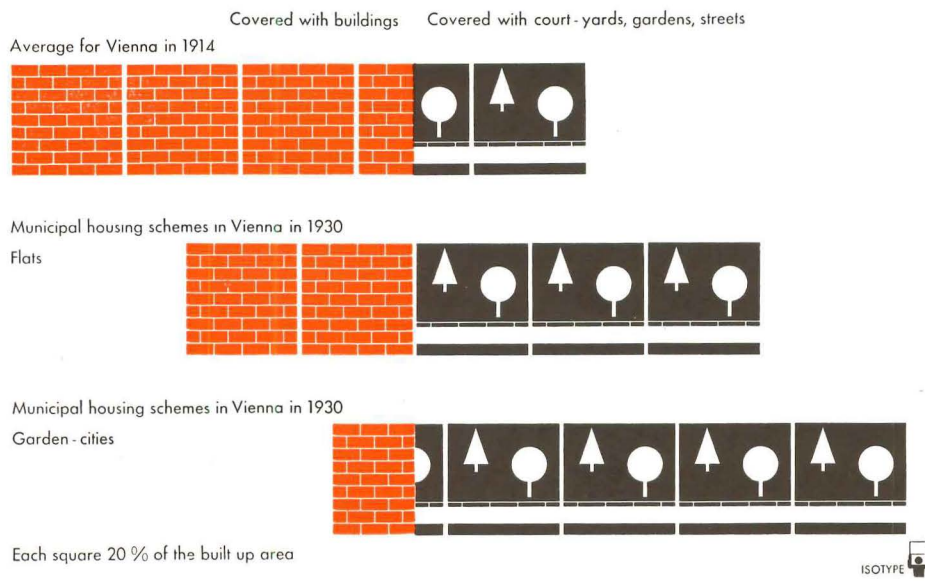 Covered with buildings Covered with court-yards, gardens, streets
Average for Vienna in 1914
Municipal housing schemes in Vienna in 1930
Flats
Municipal housing schemes in Vienna in 1930
Garden-cities
Each square 20% of the built up area
ISOTYPE